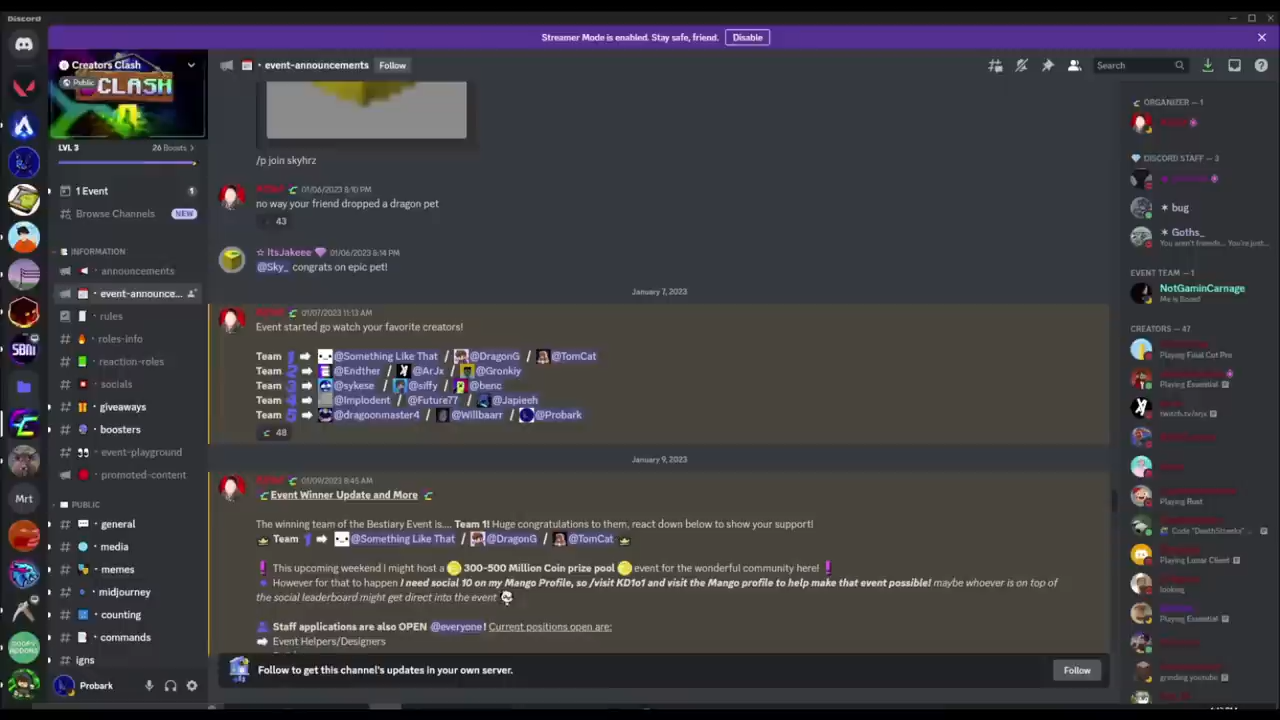 Discord
Streamer Mode is enabled. Stay safe, friend.
Disable
Creators Clash
Public
CLASH
LVL 3
26 Boosts
1 Event
1
Browse Channels
NEW
INFORMATION
announcements
event-announce...
rules
roles-info
reaction-roles
socials
giveaways
boosters
event-playground
promoted-content
PUBLIC
general
media
memes
midjourney
counting
commands
igns
Probark
SBNI
Mrt
event-announcements
Follow
Search
/p join skyhrz
01/06/2023 8:10 PM
no way your friend dropped a dragon pet
43
☆ ItsJakeee 01/06/2023 8:14 PM
@Sky_ congrats on epic pet!
January 7, 2023
01/07/2023 11:13 AM
Event started go watch your favorite creators!
Team 1 ➡ @Something Like That / @DragonG / @TomCat
Team 2 ➡ @Endther / @ArJx / @Gronkiy
Team 3 ➡ @sykese / @siffy / @benc
Team 4 ➡ @Implodent / @Future77 / @Japieeh
Team 5 ➡ @dragoonmaster4 / @Willbaarr / @Probark
48
January 9, 2023
01/09/2023 8:45 AM
Event Winner Update and More
The winning team of the Bestiary Event is.... Team 1! Huge congratulations to them, react down below to show your support!
Team 1 ➡ @Something Like That / @DragonG / @TomCat
❗ This upcoming weekend I might host a 300-500 Million Coin prize pool event for the wonderful community here! ❗
However for that to happen I need social 10 on my Mango Profile, so /visit KD1o1 and visit the Mango profile to help make that event possible! maybe whoever is on top of
the social leaderboard might get direct into the event
Staff applications are also OPEN @everyone! Current positions open are:
➡ Event Helpers/Designers
Follow to get this channel's updates in your own server.
Follow
ORGANIZER — 1
DISCORD STAFF — 3
✶ bug
✶ Goths_
You aren't friends... You're just...
EVENT TEAM — 1
NotGaminCarnage
Me is Board
CREATORS — 47
Playing Final Cut Pro
Playing Essential
twitch.tv/arjx
Playing Rust
Code "DeathStreeks"
Playing Lunar Client
looking
Playing Essential
grinding youtube